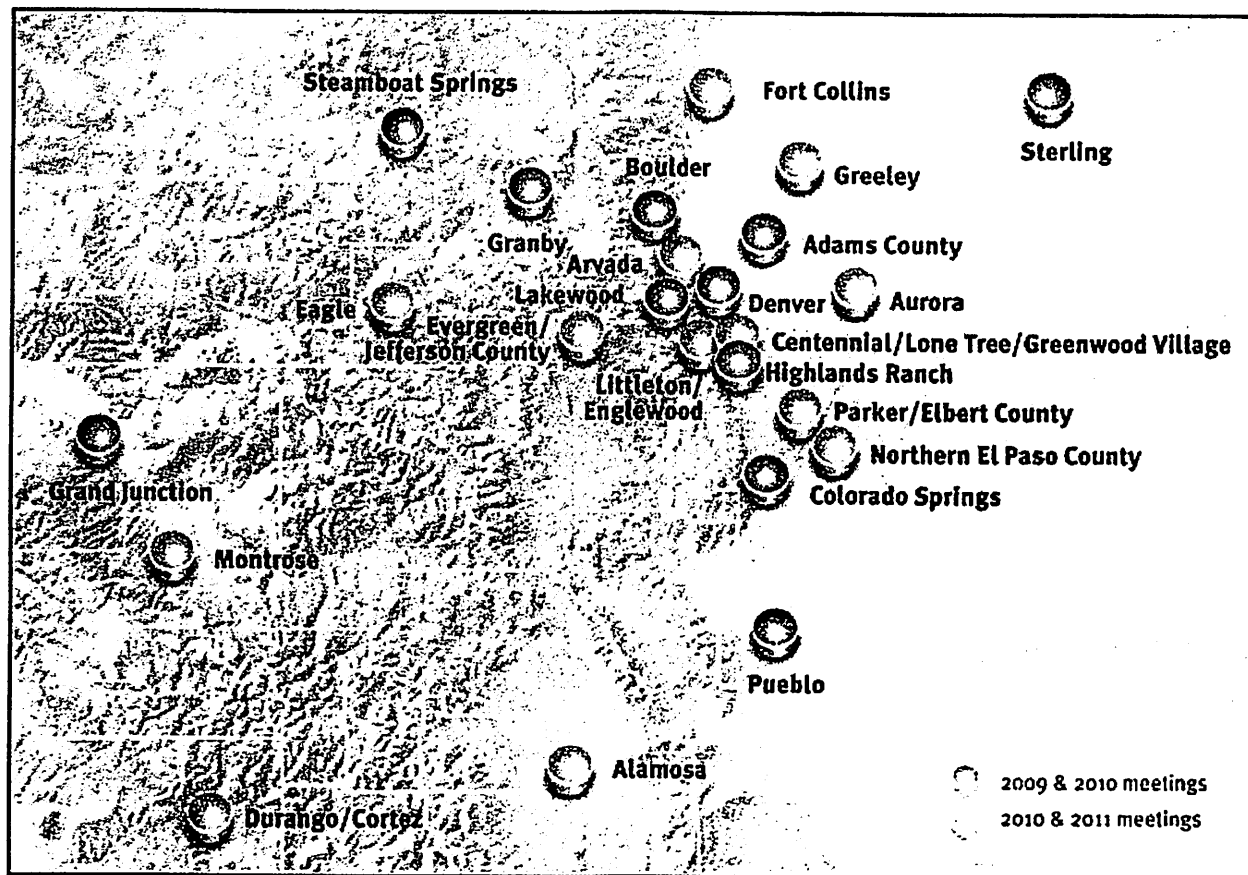 Steamboat Springs
Fort Collins
Sterling
Boulder
Greeley
Granby
Adams County
Arvada
Lakewood
Denver
Aurora
Eagle
Evergreen/
Jefferson County
Centennial/Lone Tree/Greenwood Village
Highlands Ranch
Littleton/
Englewood
Parker/Elbert County
Northern El Paso County
Colorado Springs
Grand Junction
Montrose
Pueblo
Alamosa
Durango/Cortez
2009 & 2010 meetings
2010 & 2011 meetings